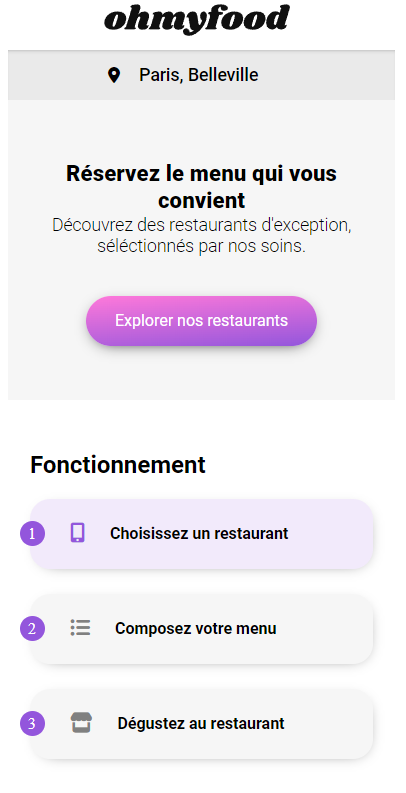 ohmyfood
Paris, Belleville
Réservez le menu qui vous
convient
Découvrez des restaurants d'exception,
séléctionnés par nos soins.
Explorer nos restaurants
Fonctionnement
1 Choisissez un restaurant
2 Composez votre menu
3 Dégustez au restaurant